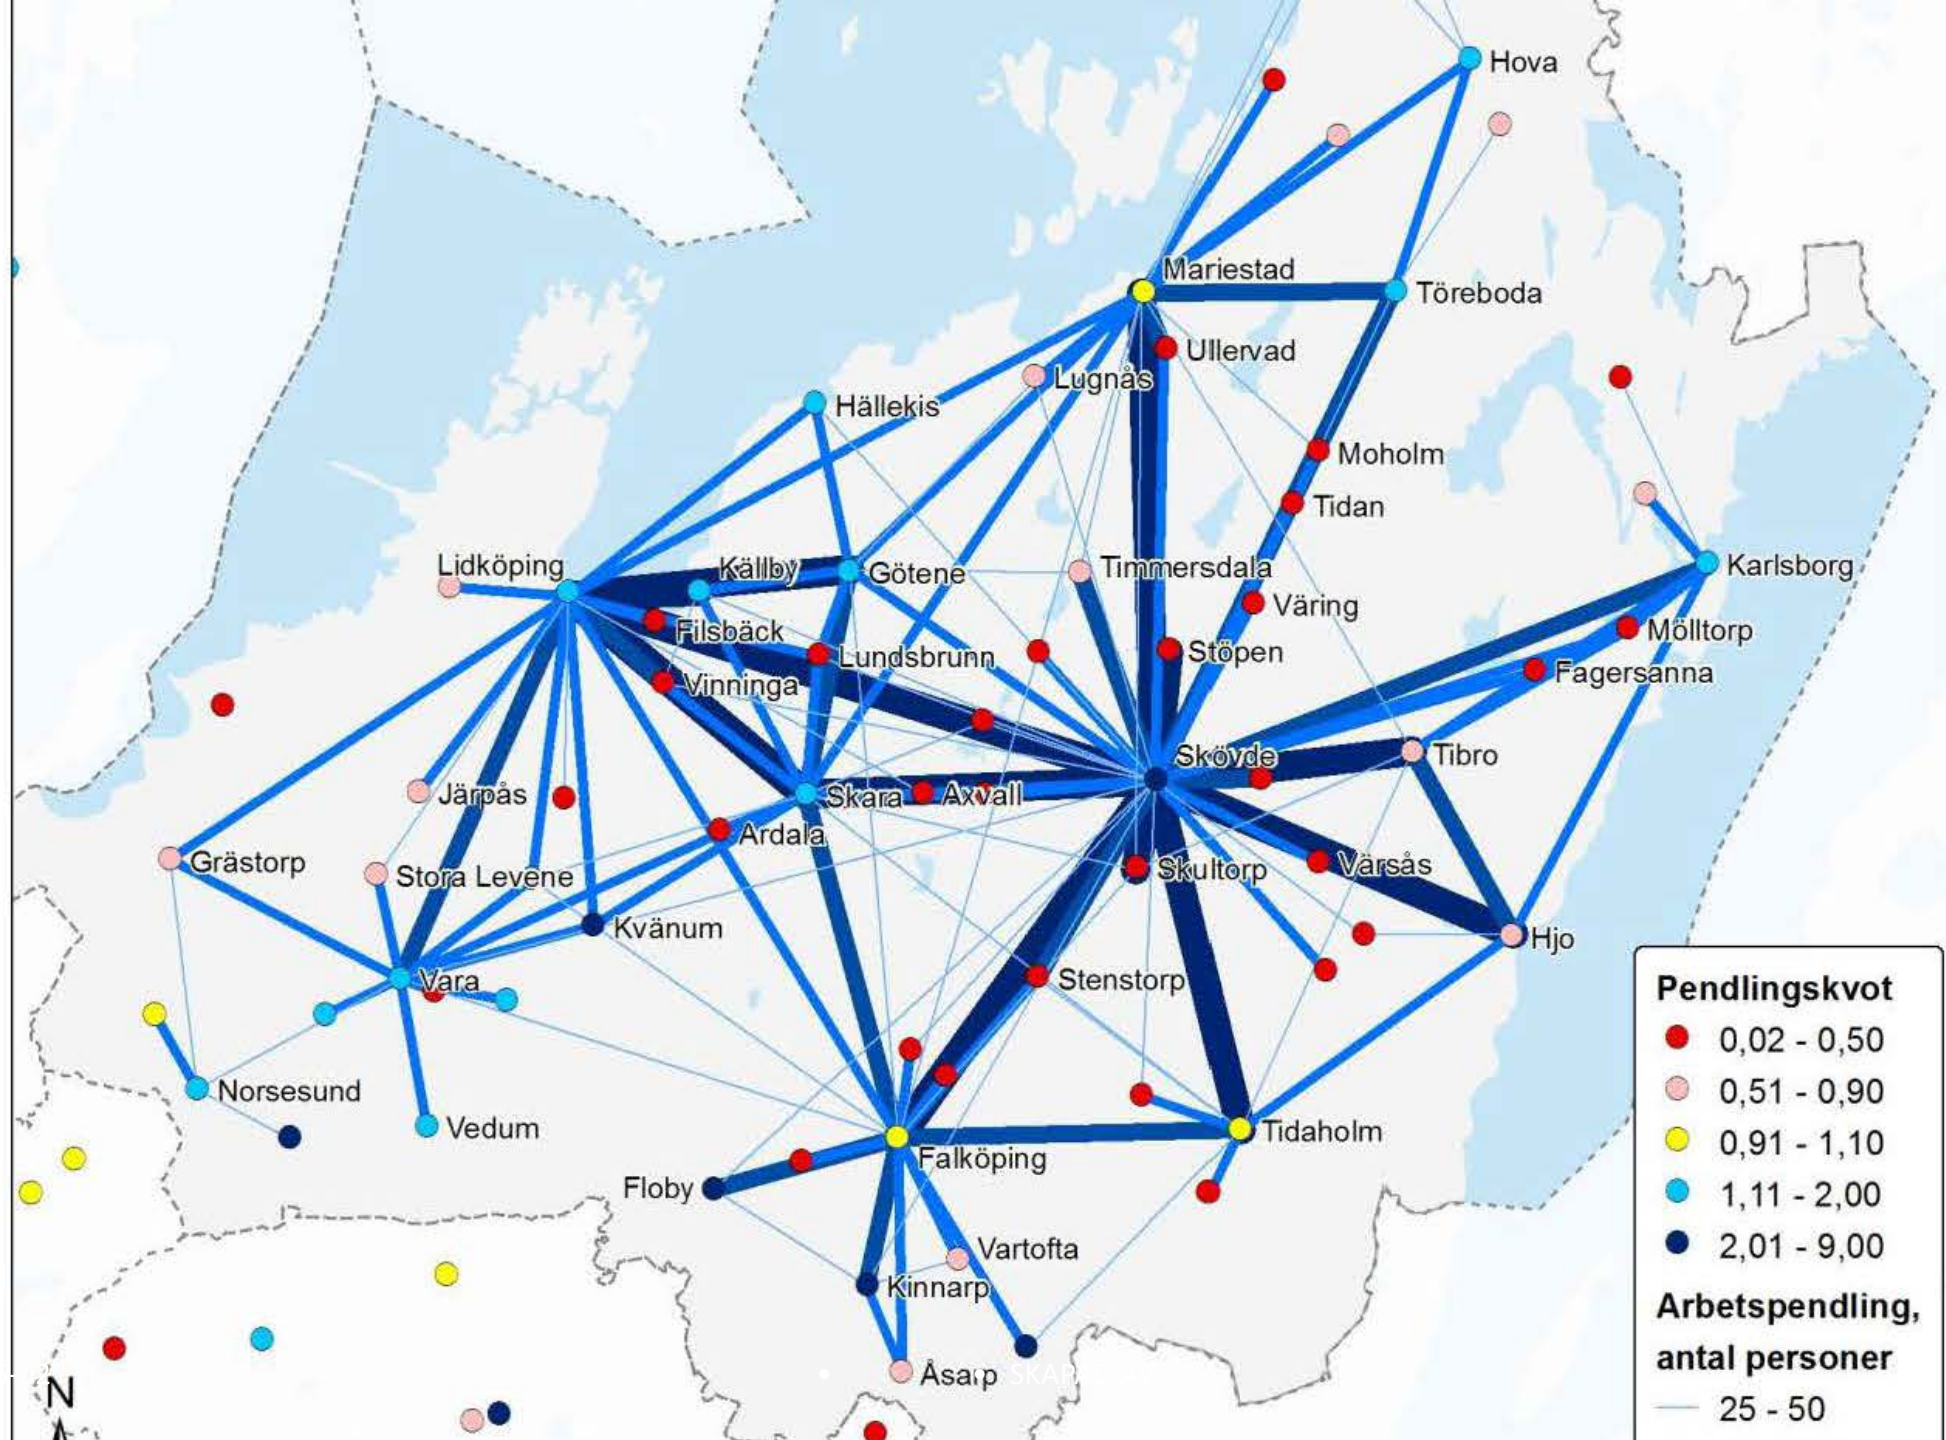 Hova
Mariestad
Töreboda
Ullervad
Lugnås
Hällekis
Moholm
Tidan
Lidköping
Källby
Götene
Timmersdala
Karlsborg
Väring
Filsbäck
Mölltorp
Lundsbrunn
Stöpen
Vinninga
Fagersanna
Skövde
Tibro
Järpås
Skara
Axvall
Ardala
Grästorp
Stora Levene
Skultorp
Värsås
Kvänum
Hjo
Vara
Stenstorp
Norsesund
Vedum
Tidaholm
Falköping
Floby
Vartofta
Kinnarp
Åsarp
N
Pendlingskvot
0,02 - 0,50
0,51 - 0,90
0,91 - 1,10
1,11 - 2,00
2,01 - 9,00
Arbetspendling,
antal personer
25 - 50